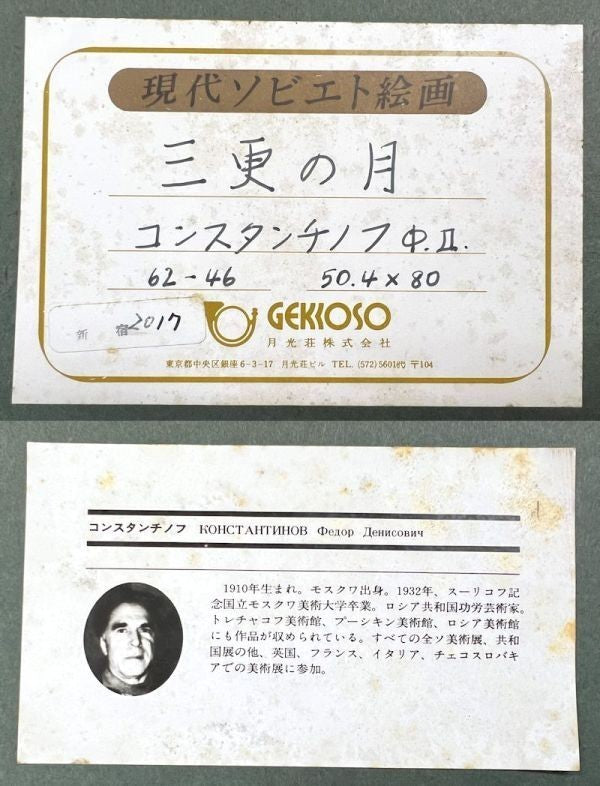 現代ソビエト絵画
三更の月
コンスタンチノフ Ф.Д.
62-46 50.4×80
新宿 2017
GEKKOSO
月光荘株式会社
東京都中央区銀座6-3-17 月光荘ビル TEL. (572)5601代 〒104
コンスタンチノフ КОНСТАНТИНОВ Федор Денисович
1910年生まれ。モスクワ出身。1932年、スーリコフ記
念国立モスクワ美術大学卒業。ロシア共和国功労芸術家。
トレチャコフ美術館、プーシキン美術館、ロシア美術館
にも作品が収められている。すべての全ソ美術展、共和
国展の他、英国、フランス、イタリア、チェコスロバキ
アでの美術展に参加。